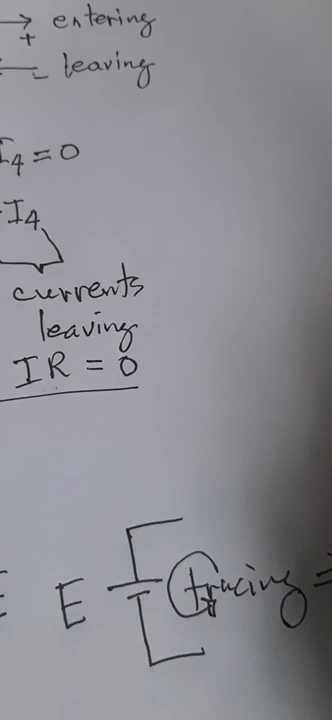 → entering
+
← leaving
-
I₄ = 0
-I₄
currents
leaving
IR = 0
E E tracing =